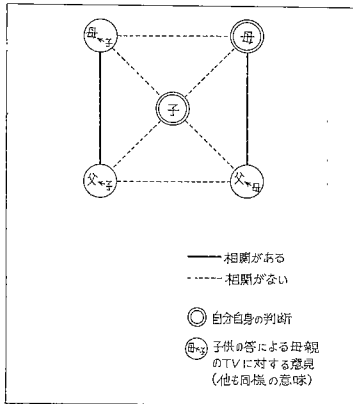 母←子
母
子
父←子
父←母
相関がある
相関がない
自分自身の判断
母←子
子供の答による母親
のTVに対する意見
(他も同様の意味)